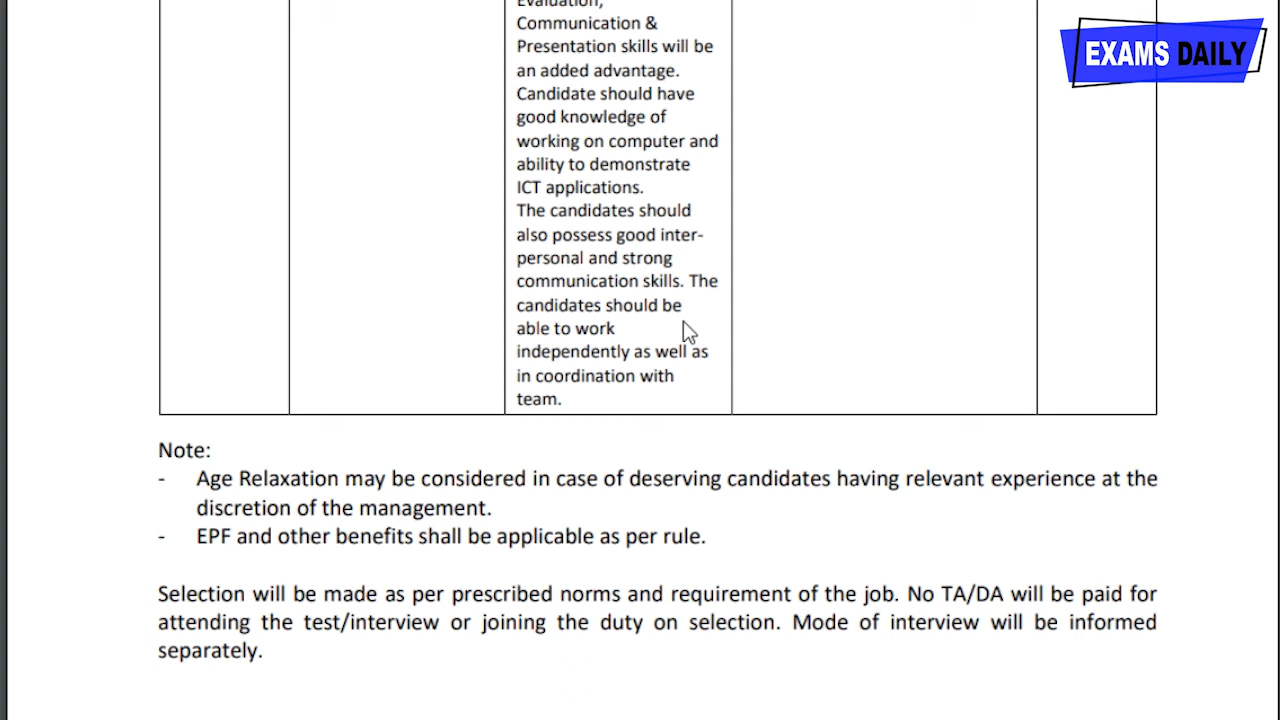 Evaluation,
Communication &
Presentation skills will be
an added advantage.
Candidate should have
good knowledge of
working on computer and
ability to demonstrate
ICT applications.
The candidates should
also possess good inter-
personal and strong
communication skills. The
candidates should be
able to work
independently as well as
in coordination with
team.
EXAMS DAILY
Note:
- Age Relaxation may be considered in case of deserving candidates having relevant experience at the
discretion of the management.
- EPF and other benefits shall be applicable as per rule.
Selection will be made as per prescribed norms and requirement of the job. No TA/DA will be paid for
attending the test/interview or joining the duty on selection. Mode of interview will be informed
separately.